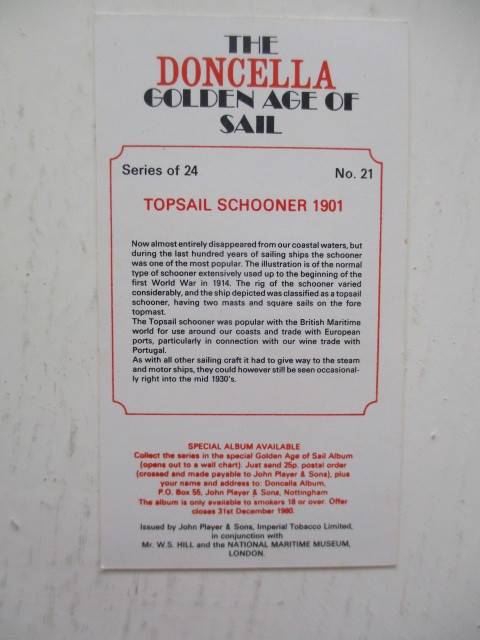 THE
DONCELLA
GOLDEN AGE OF
SAIL
Series of 24 No. 21
TOPSAIL SCHOONER 1901
Now almost entirely disappeared from our coastal waters, but
during the last hundred years of sailing ships the schooner
was one of the most popular. The illustration is of the normal
type of schooner extensively used up to the beginning of the
first World War in 1914. The rig of the schooner varied
considerably, and the ship depicted was classified as a topsail
schooner, having two masts and square sails on the fore
topmast.
The Topsail schooner was popular with the British Maritime
world for use around our coasts and trade with European
ports, particularly in connection with our wine trade with
Portugal.
As with all other sailing craft it had to give way to the steam
and motor ships, they could however still be seen occasional-
ly right into the mid 1930's.
SPECIAL ALBUM AVAILABLE
Collect the series in the special Golden Age of Sail Album
(opens out to a wall chart). Just send 25p. postal order
(crossed and made payable to John Player & Sons), plus
your name and address to: Doncella Album,
P.O. Box 55, John Player & Sons, Nottingham
The album is only available to smokers 18 or over. Offer
closes 31st December 1980.
Issued by John Player & Sons, Imperial Tobacco Limited,
in conjunction with
Mr. W.S. HILL and the NATIONAL MARITIME MUSEUM,
LONDON.